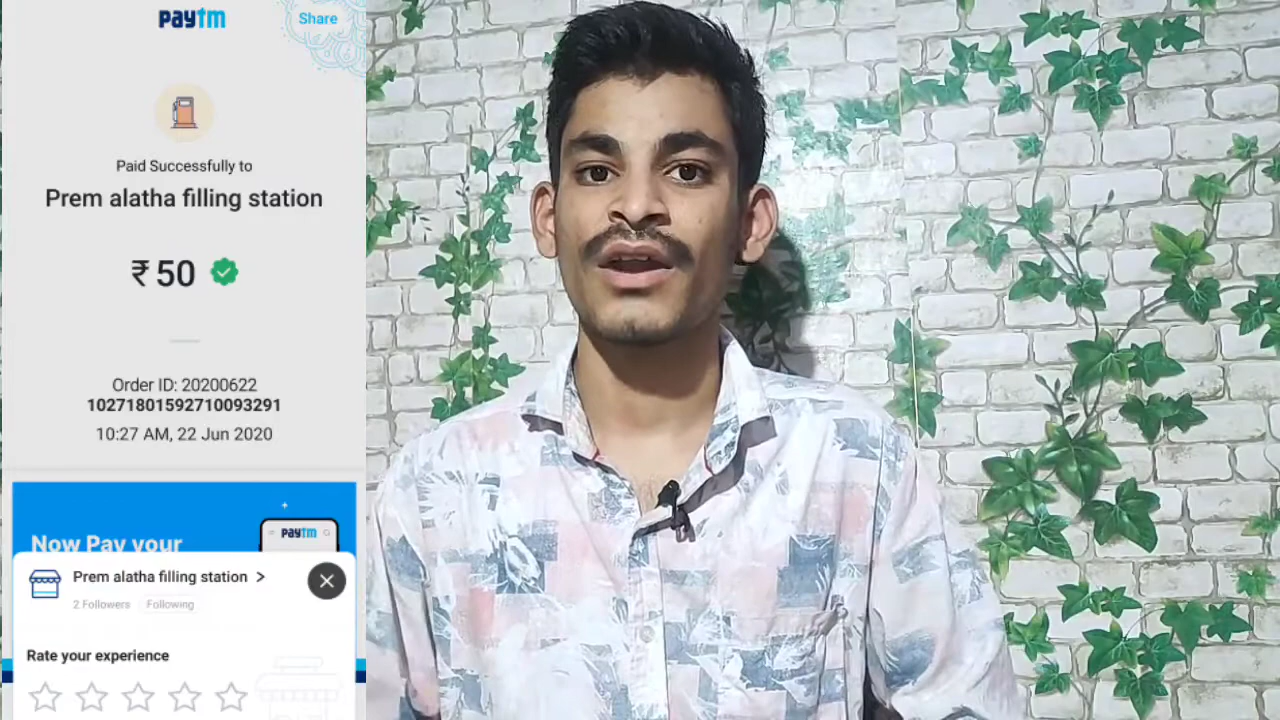 paytm
Share
Paid Successfully to
Prem alatha filling station
₹ 50
Order ID: 20200622
10271801592710093291
10:27 AM, 22 Jun 2020
Now Pay your
paytm
Prem alatha filling station >
2 Followers Following
Rate your experience